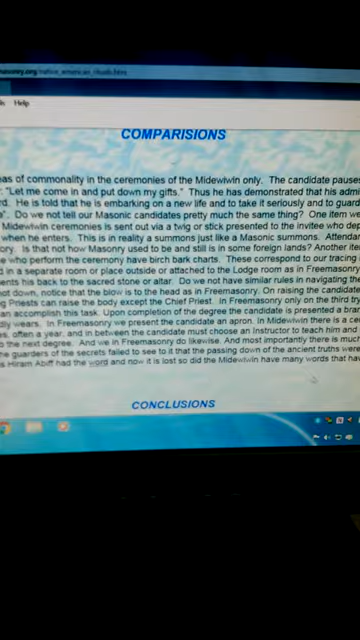 masonry.org/native_american_rituals.htm
Help
COMPARISIONS
eas of commonality in the ceremonies of the Midewiwin only. The candidate pauses
"Let me come in and put down my gifts." Thus he has demonstrated that his admi
rd. He is told that he is embarking on a new life and to take it seriously and to guard
Do we not tell our Masonic candidates pretty much the same thing? One item we
Midewiwin ceremonies is sent out via a twig or stick presented to the invitee who dep
when he enters. This is in reality a summons just like a Masonic summons. Attendan
ory. Is that not how Masonry used to be and still is in some foreign lands? Another ite
e who perform the ceremony have birch bark charts. These correspond to our tracing
d in a separate room or place outside or attached to the Lodge room as in Freemasonry
ents his back to the sacred stone or altar. Do we not have similar rules in navigating the
ot down, notice that the blow is to the head as in Freemasonry. On raising the candidate
g Priests can raise the body except the Chief Priest. In Freemasonry only on the third try
an accomplish this task. Upon completion of the degree the candidate is presented a bran
dly wears. In Freemasonry we present the candidate an apron. In Midewiwin there is a cer
es, often a year, and in between the candidate must choose an Instructor to teach him and
o the next degree. And we in Freemasonry do likewise. And most importantly there is much
he guarders of the secrets failed to see to it that the passing down of the ancient truths were
s Hiram Abiff had the word and now it is lost so did the Midewiwin have many words that hav
CONCLUSIONS